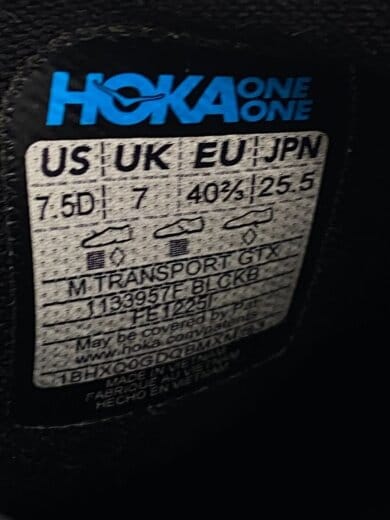 HOKA ONE ONE
US UK EU JPN
7.5D 7 40⅔ 25.5
M TRANSPORT GTX
1133957F BLCKB
FE1225I
May be covered by pat.
www.hoka.com/patents
MADE IN VIETNAM
FABRIQUÉ AU VIETNAM
HECHO EN VIETNAM